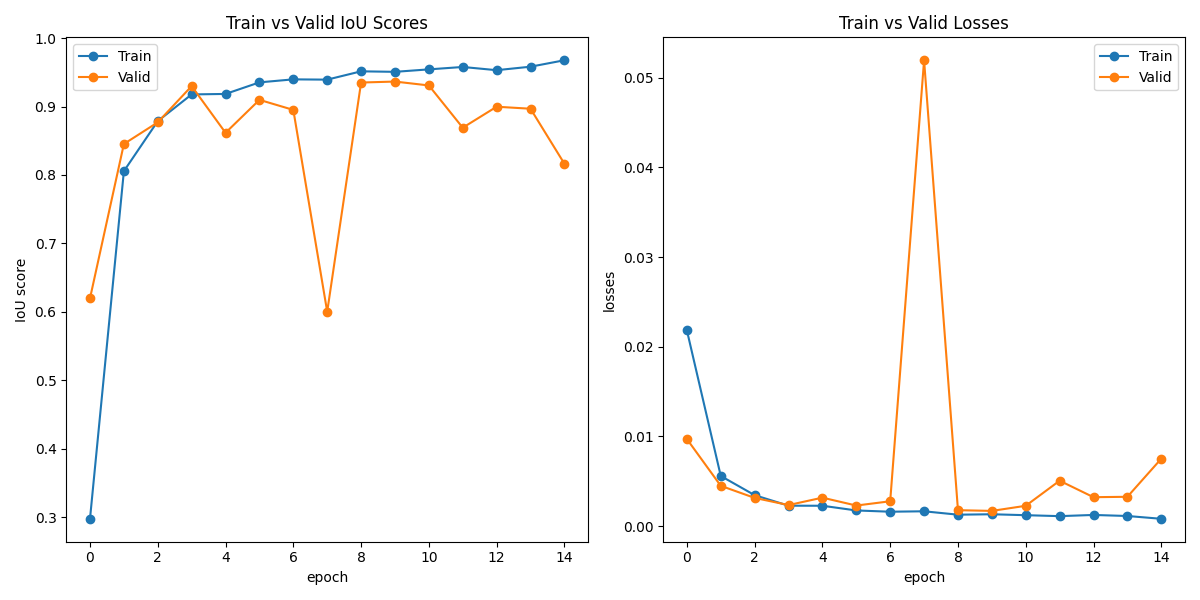 Train vs Valid IoU Scores
Train
Valid
1.0
0.9
0.8
0.7
0.6
0.5
0.4
0.3
IoU score
0 2 4 6 8 10 12 14
epoch
Train vs Valid Losses
Train
Valid
0.05
0.04
0.03
0.02
0.01
0.00
losses
0 2 4 6 8 10 12 14
epoch